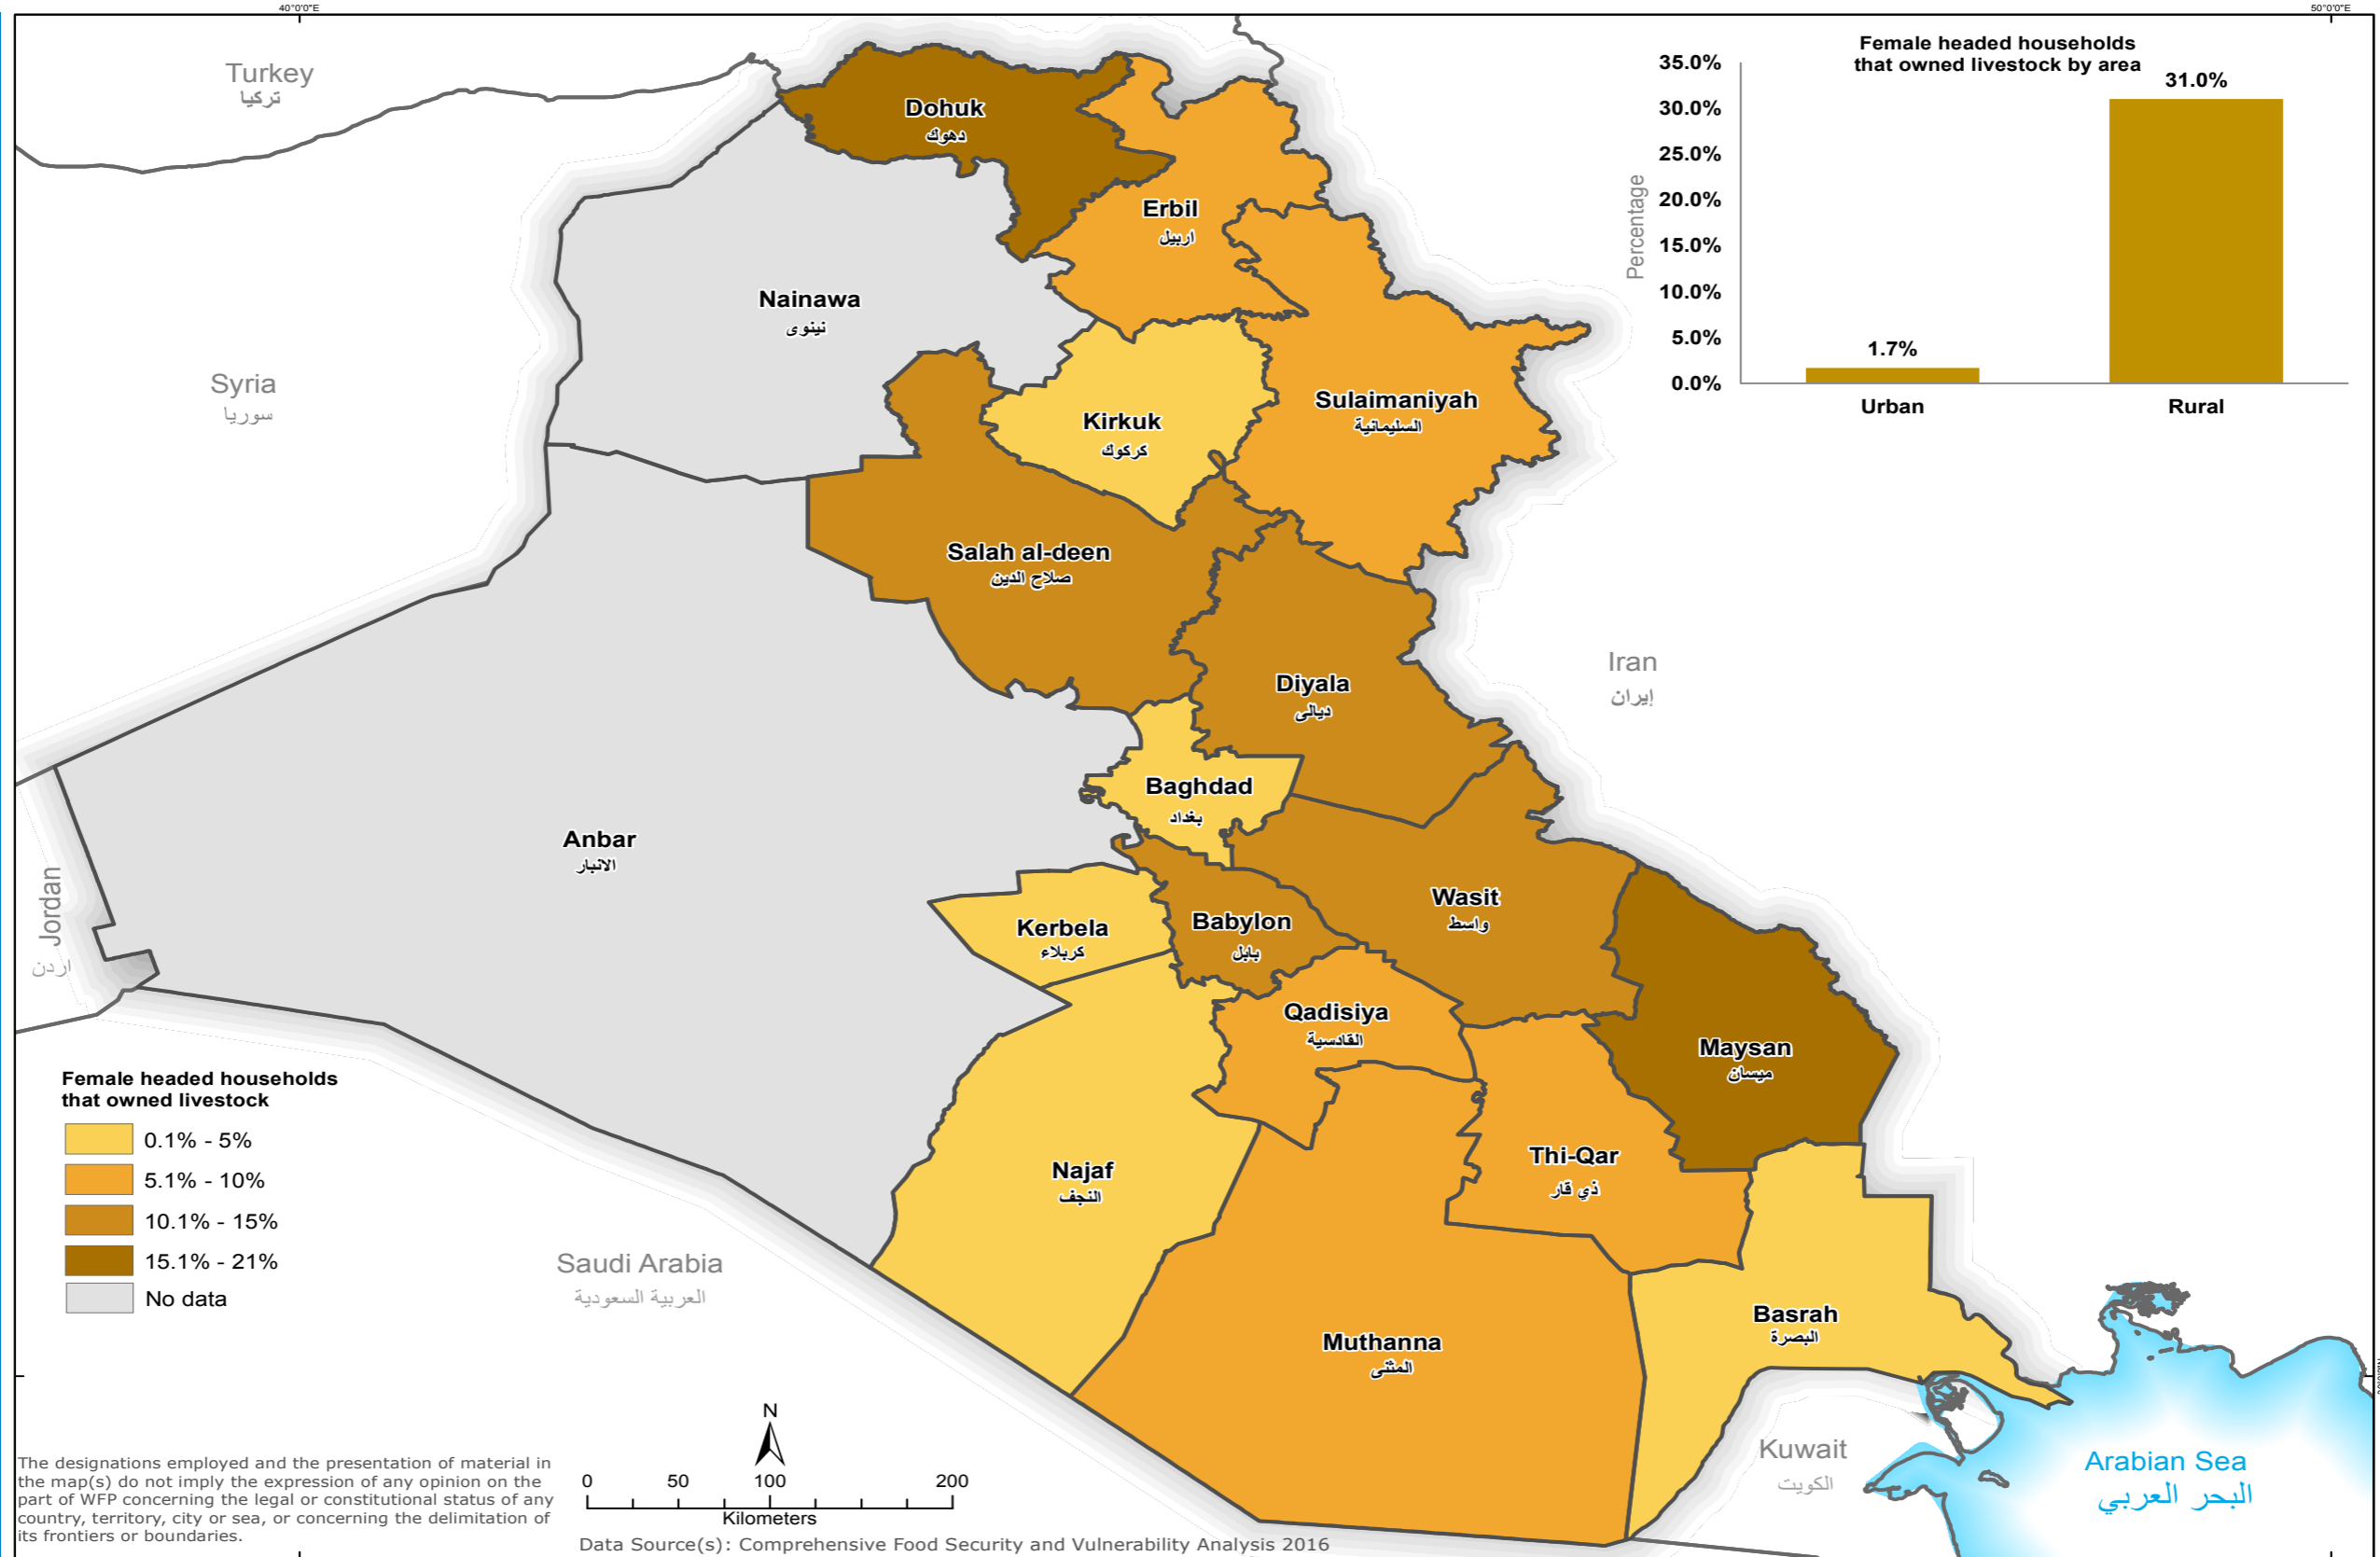 40°0'0"E
50°0'0"E
Turkey
تركيا
Syria
سوريا
Jordan
اردن
Iran
إيران
Saudi Arabia
العربية السعودية
Kuwait
الكويت
Arabian Sea
البحر العربي
Dohuk
دهوك
Erbil
اربيل
Nainawa
نينوى
Kirkuk
كركوك
Sulaimaniyah
السليمانية
Salah al-deen
صلاح الدين
Diyala
ديالى
Baghdad
بغداد
Anbar
الانبار
Kerbela
كربلاء
Babylon
بابل
Wasit
واسط
Qadisiya
القادسية
Maysan
ميسان
Najaf
النجف
Thi-Qar
ذي قار
Muthanna
المثنى
Basrah
البصرة
Female headed households
that owned livestock by area
Percentage
35.0%
30.0%
25.0%
20.0%
15.0%
10.0%
5.0%
0.0%
1.7%
31.0%
Urban
Rural
Female headed households
that owned livestock
0.1% - 5%
5.1% - 10%
10.1% - 15%
15.1% - 21%
No data
N
0 50 100 200
Kilometers
The designations employed and the presentation of material in
the map(s) do not imply the expression of any opinion on the
part of WFP concerning the legal or constitutional status of any
country, territory, city or sea, or concerning the delimitation of
its frontiers or boundaries.
Data Source(s): Comprehensive Food Security and Vulnerability Analysis 2016